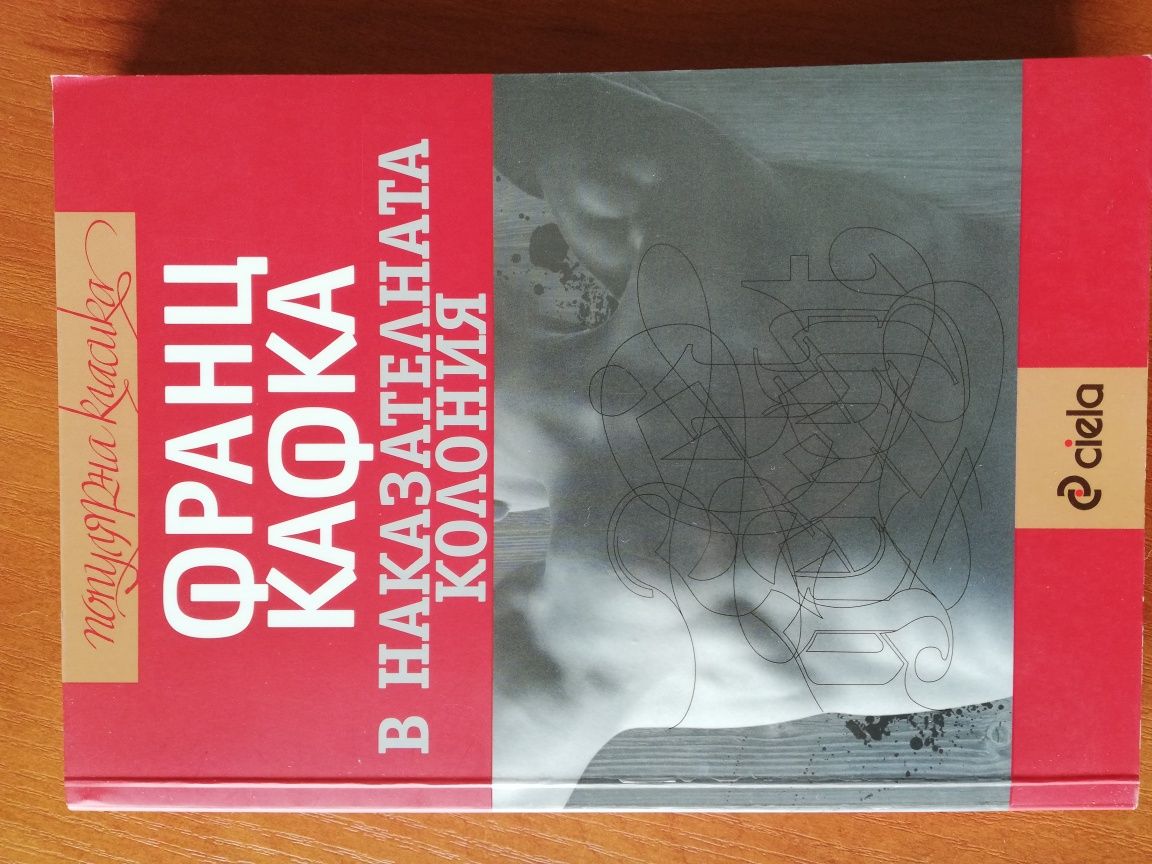 популярна класика
ФРАНЦ
КАФКА
В НАКАЗАТЕЛНАТА
КОЛОНИЯ
ciela